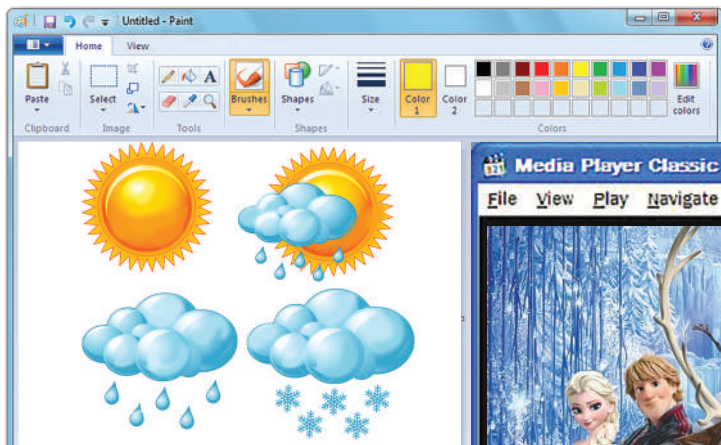 Untitled - Paint
Home View
Paste Select Brushes Shapes Size Color 1 Color 2 Edit colors
Clipboard Image Tools Shapes Colors
A
Media Player Classic
File View Play Navigate